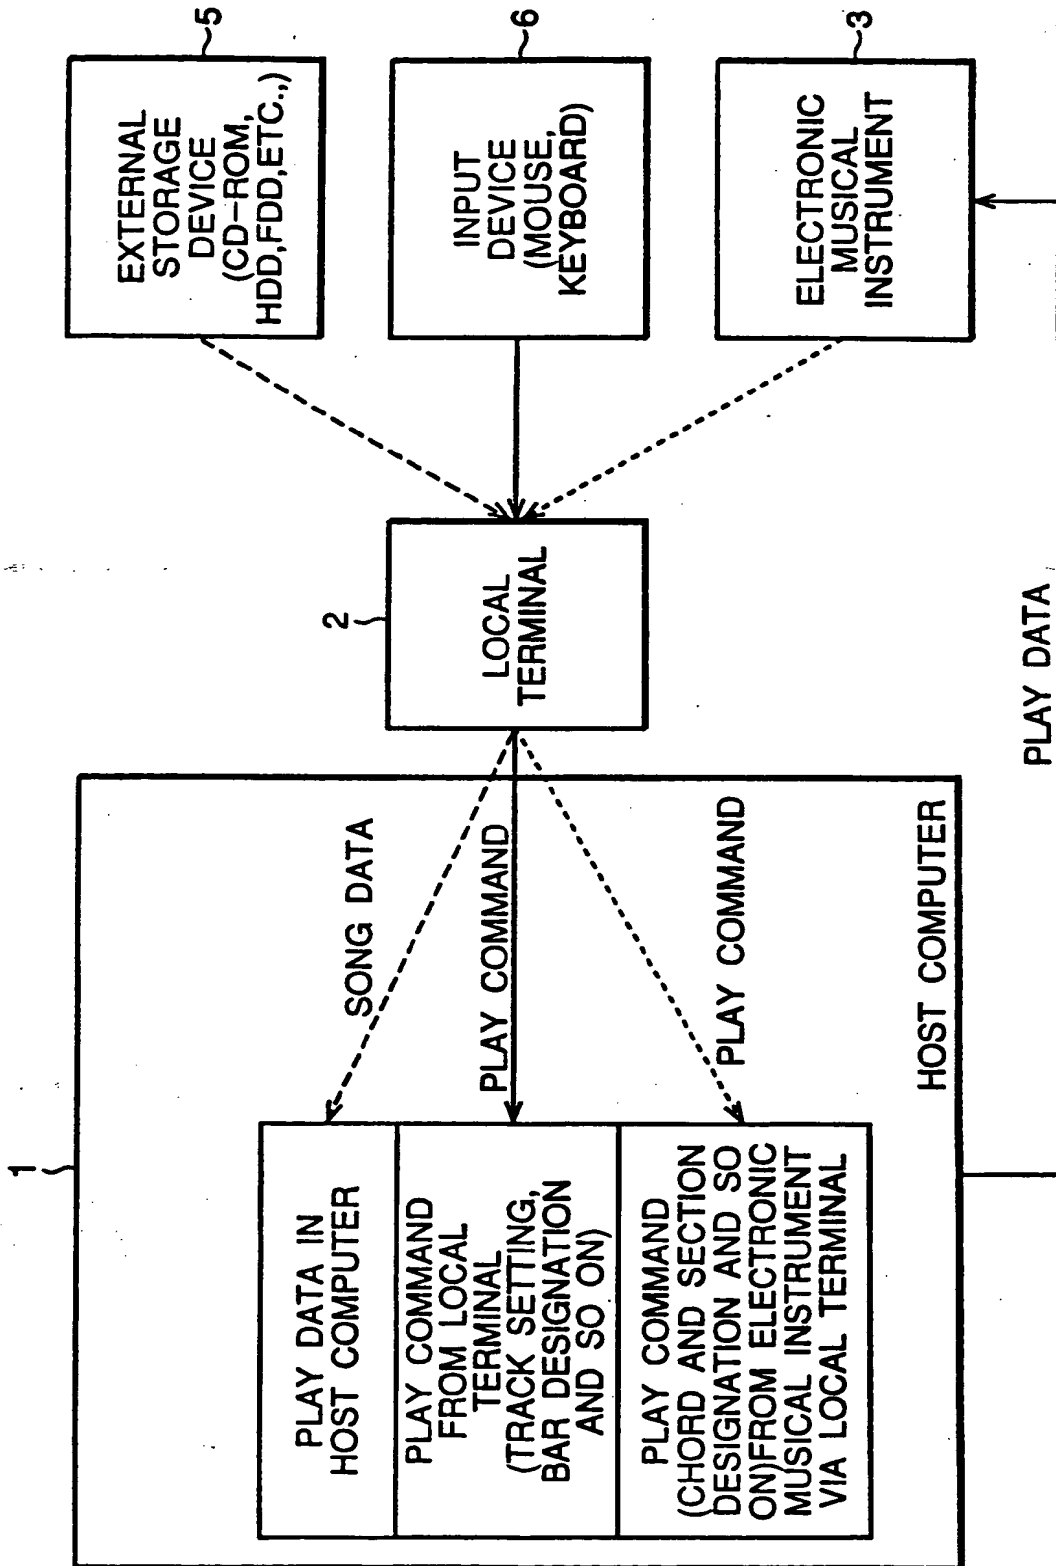 1
PLAY DATA IN
HOST COMPUTER
PLAY COMMAND
FROM LOCAL
TERMINAL
(TRACK SETTING,
BAR DESIGNATION
AND SO ON)
PLAY COMMAND
(CHORD AND SECTION
DESIGNATION AND SO
ON)FROM ELECTRONIC
MUSICAL INSTRUMENT
VIA LOCAL TERMINAL
SONG DATA
PLAY COMMAND
PLAY COMMAND
HOST COMPUTER
2
LOCAL
TERMINAL
EXTERNAL
STORAGE
DEVICE
(CD-ROM,
HDD,FDD,ETC.,)
5
INPUT
DEVICE
(MOUSE,
KEYBOARD)
6
ELECTRONIC
MUSICAL
INSTRUMENT
3
PLAY DATA